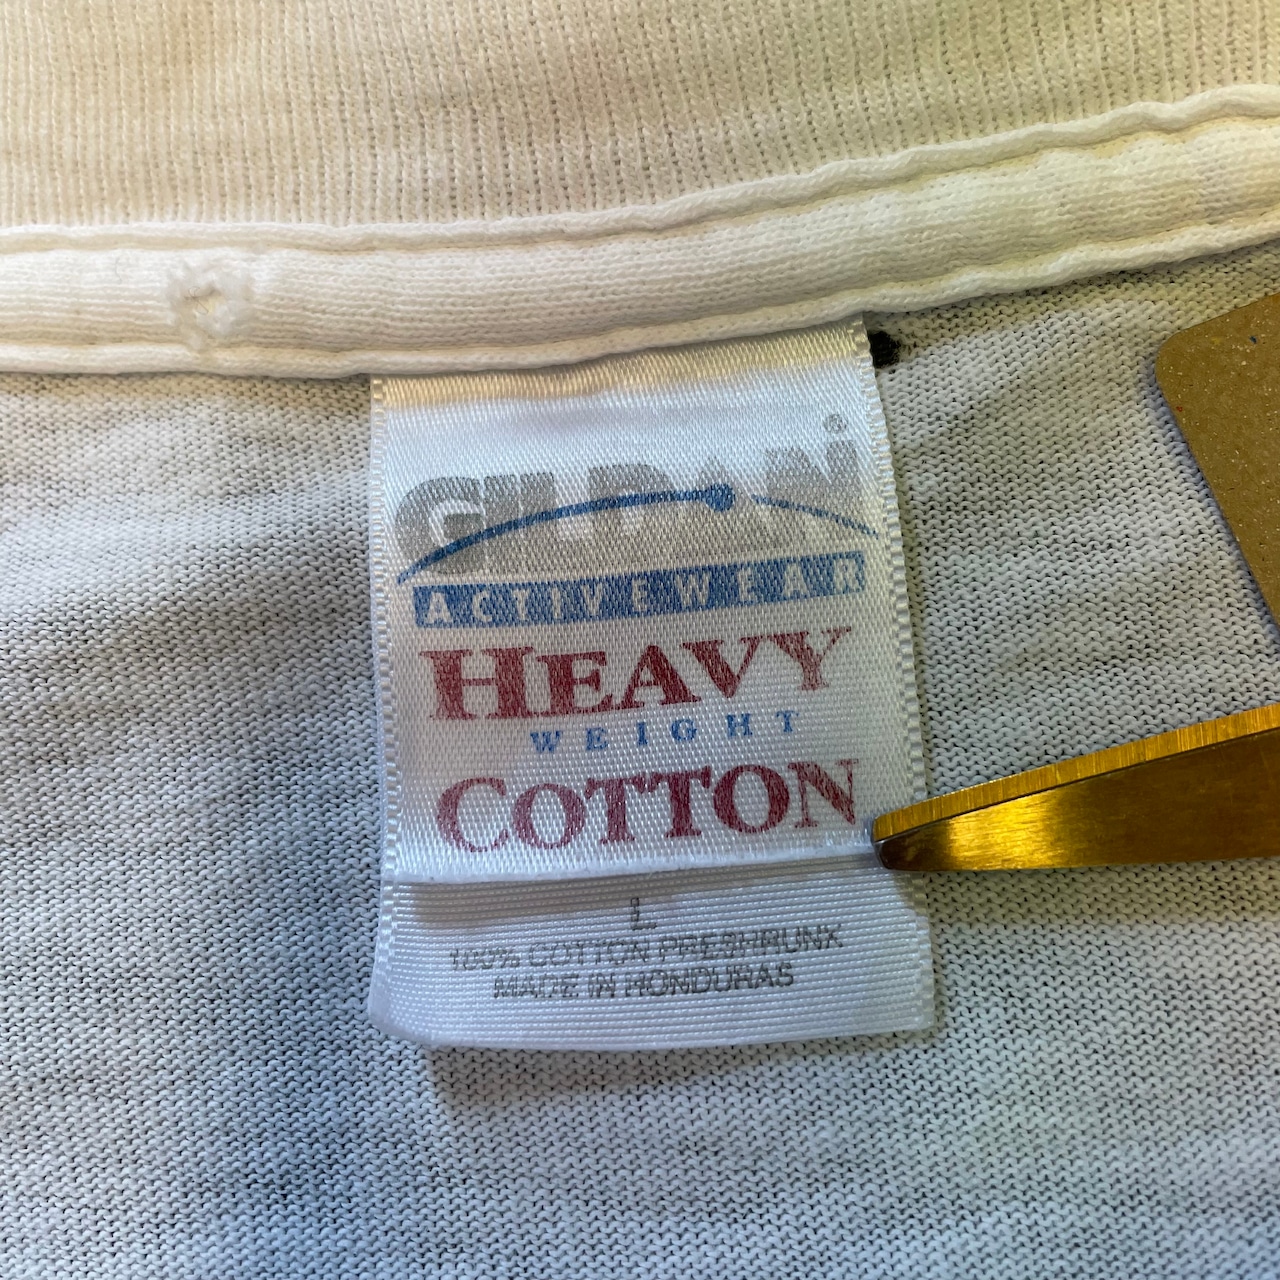 GILDAN®
ACTIVEWEAR
HEAVY
WEIGHT
COTTON
L
100% COTTON PRESHRUNK
MADE IN HONDURAS